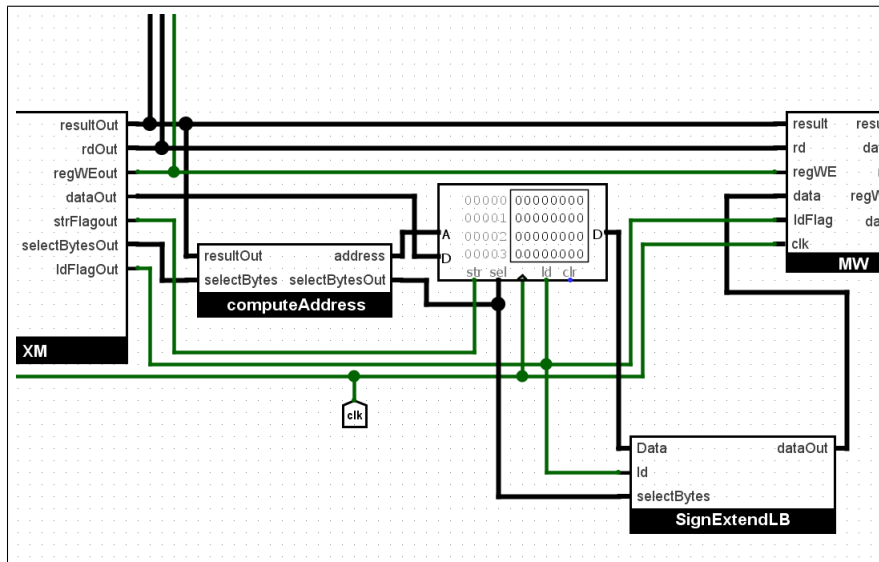 resultOut
rdOut
regWEout
dataOut
strFlagout
selectBytesOut
ldFlagOut
XM
resultOut address
selectBytes selectBytesOut
computeAddress
00000 00000000
00001 00000000
00002 00000000
00003 00000000
A
D
D
str sel ld clr
clk
result
rd
regWE
data
ldFlag
clk
MW
Data dataOut
ld
selectBytes
SignExtendLB